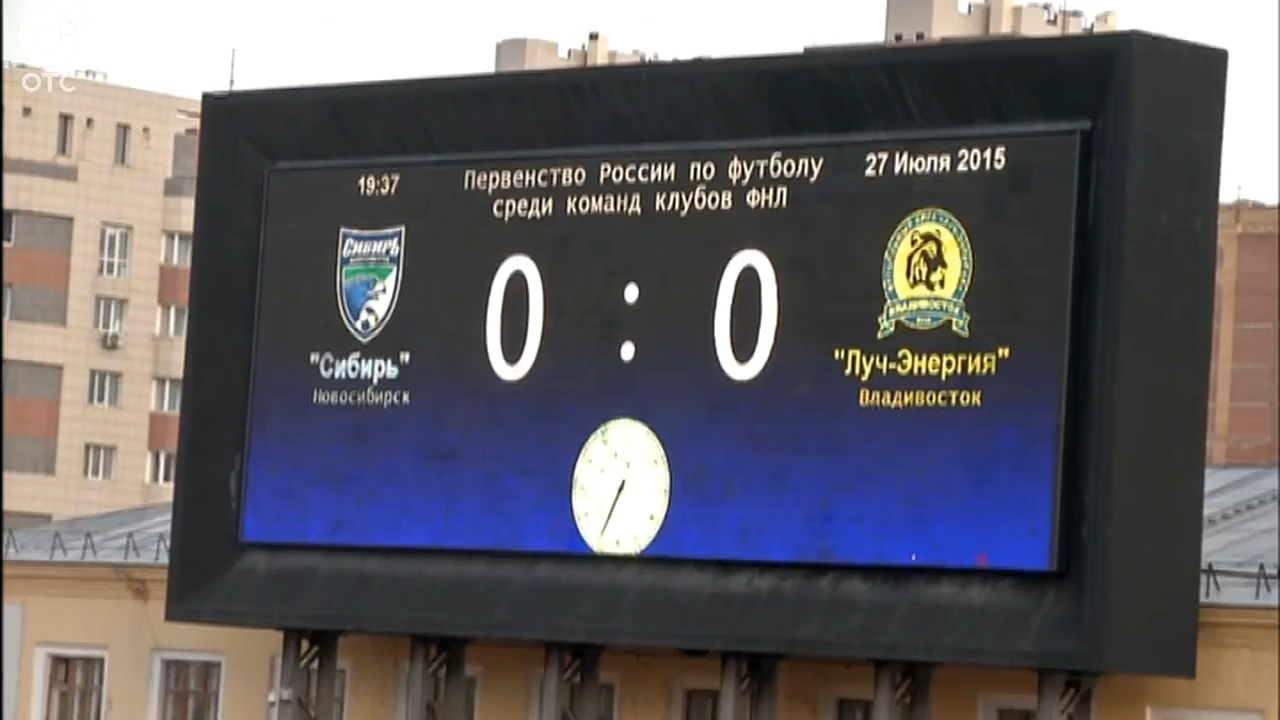 ОТС
19:37
Первенство России по футболу
среди команд клубов ФНЛ
27 Июля 2015
СИБИРЬ
0 : 0
ВЛАДИВОСТОК
"Сибирь"
Новосибирск
"Луч-Энергия"
Владивосток